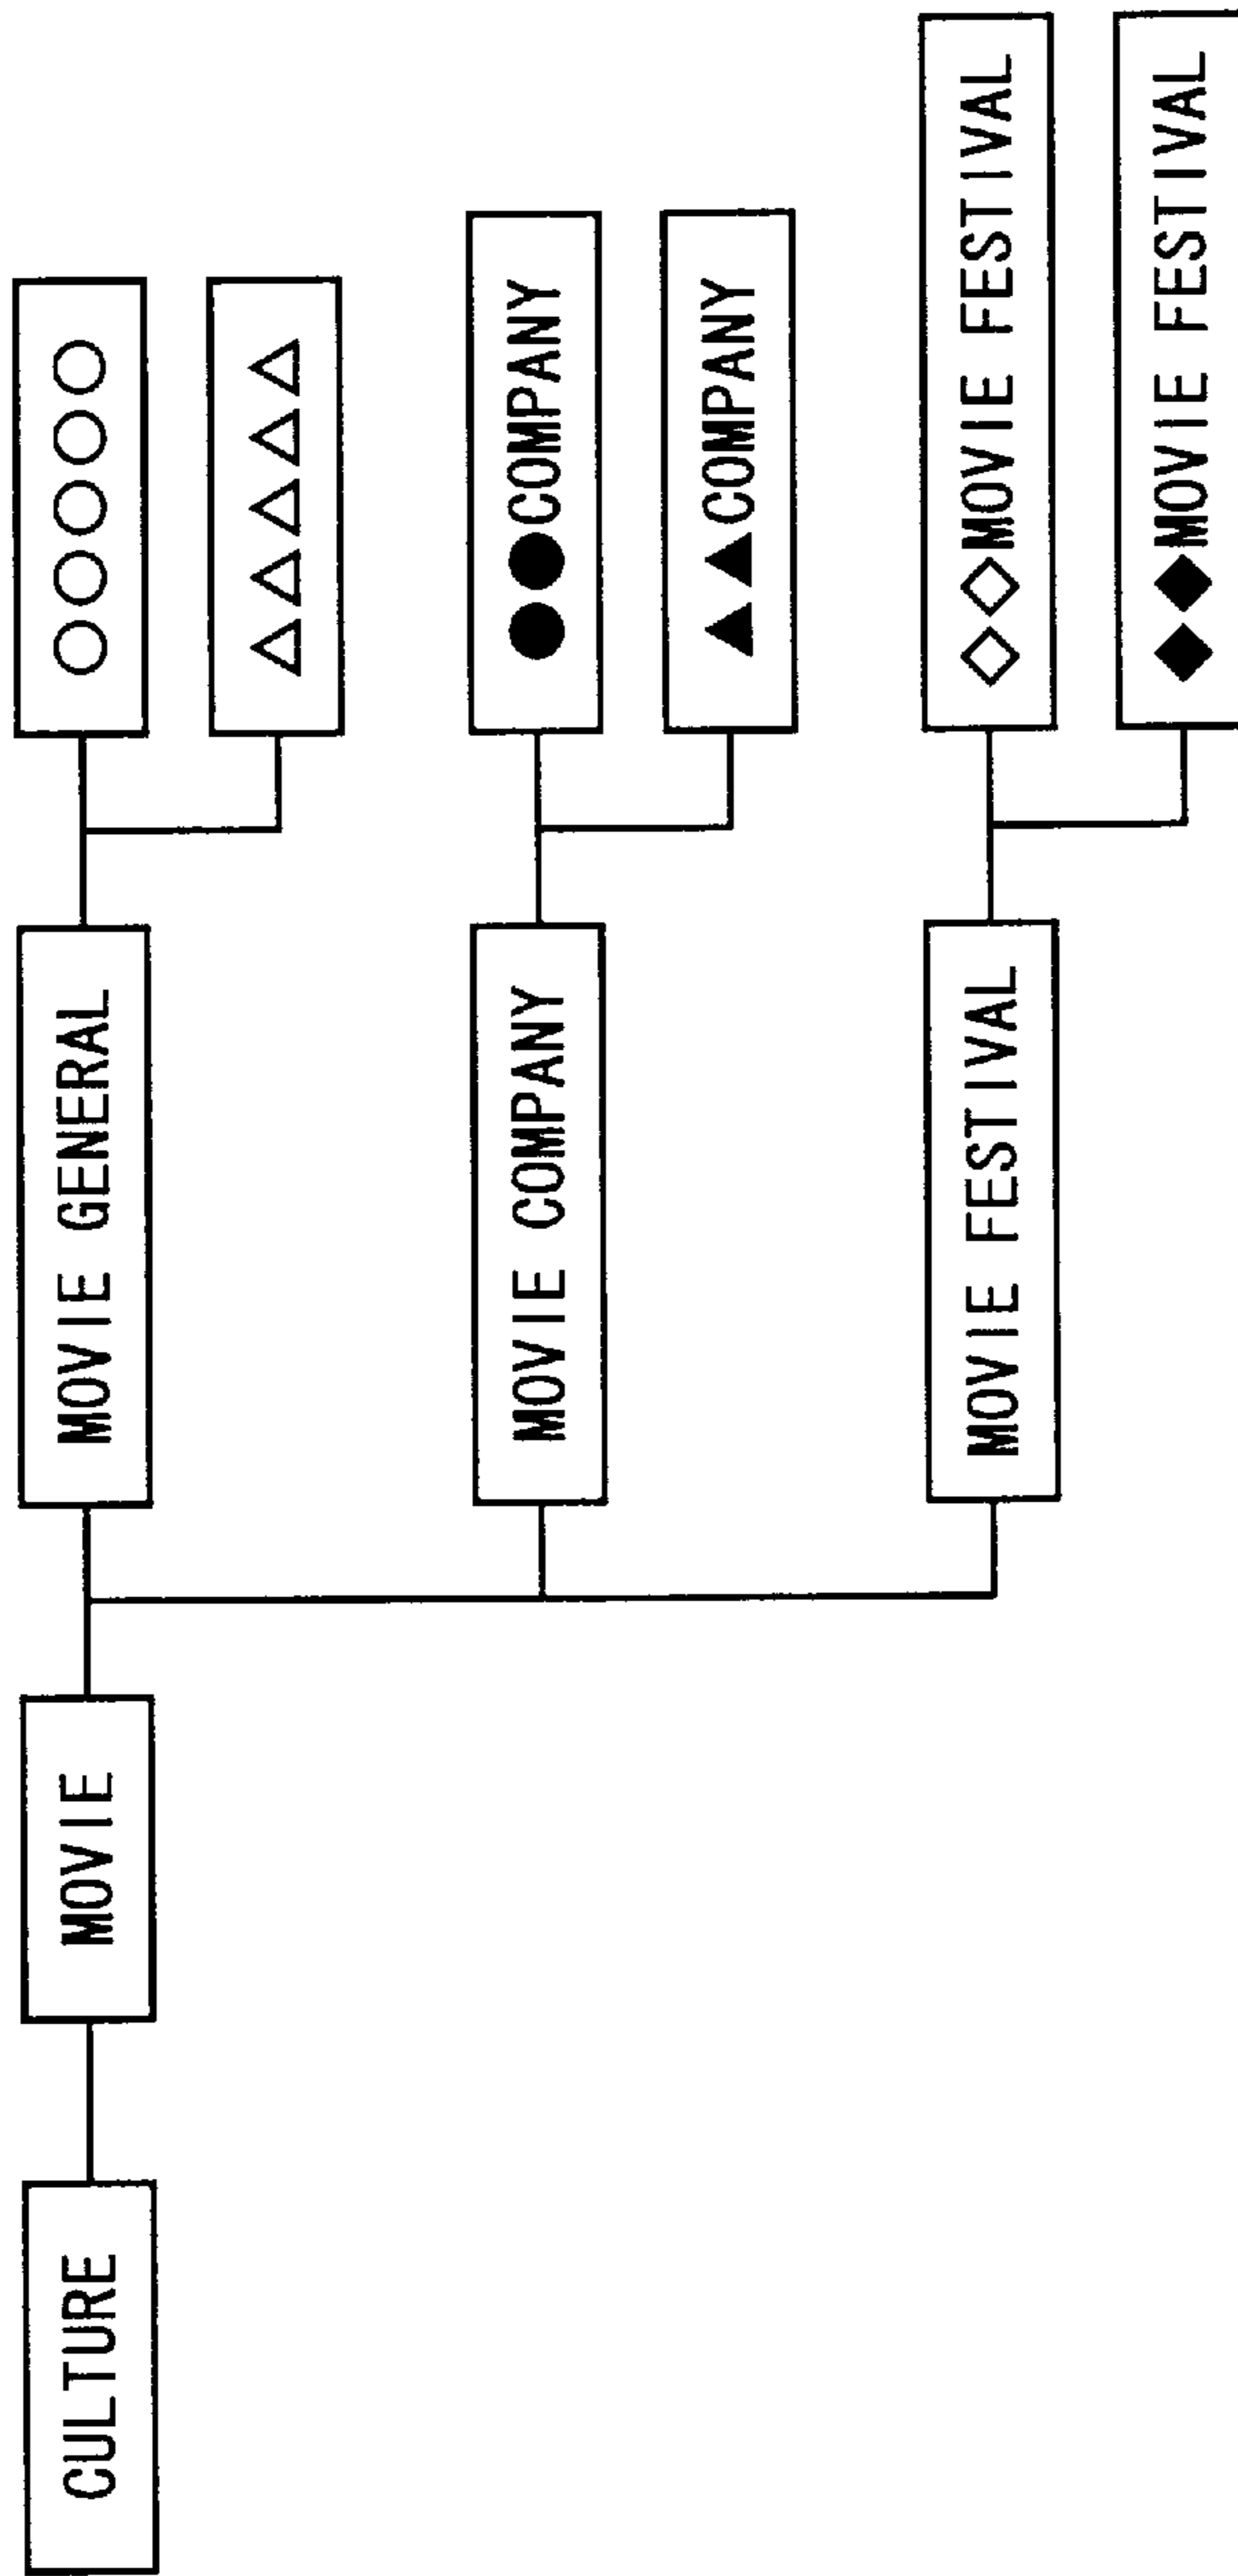 CULTURE
MOVIE
MOVIE GENERAL
○○○○○
△△△△△
MOVIE COMPANY
●●COMPANY
▲▲COMPANY
MOVIE FESTIVAL
◇◇MOVIE FESTIVAL
◆◆MOVIE FESTIVAL